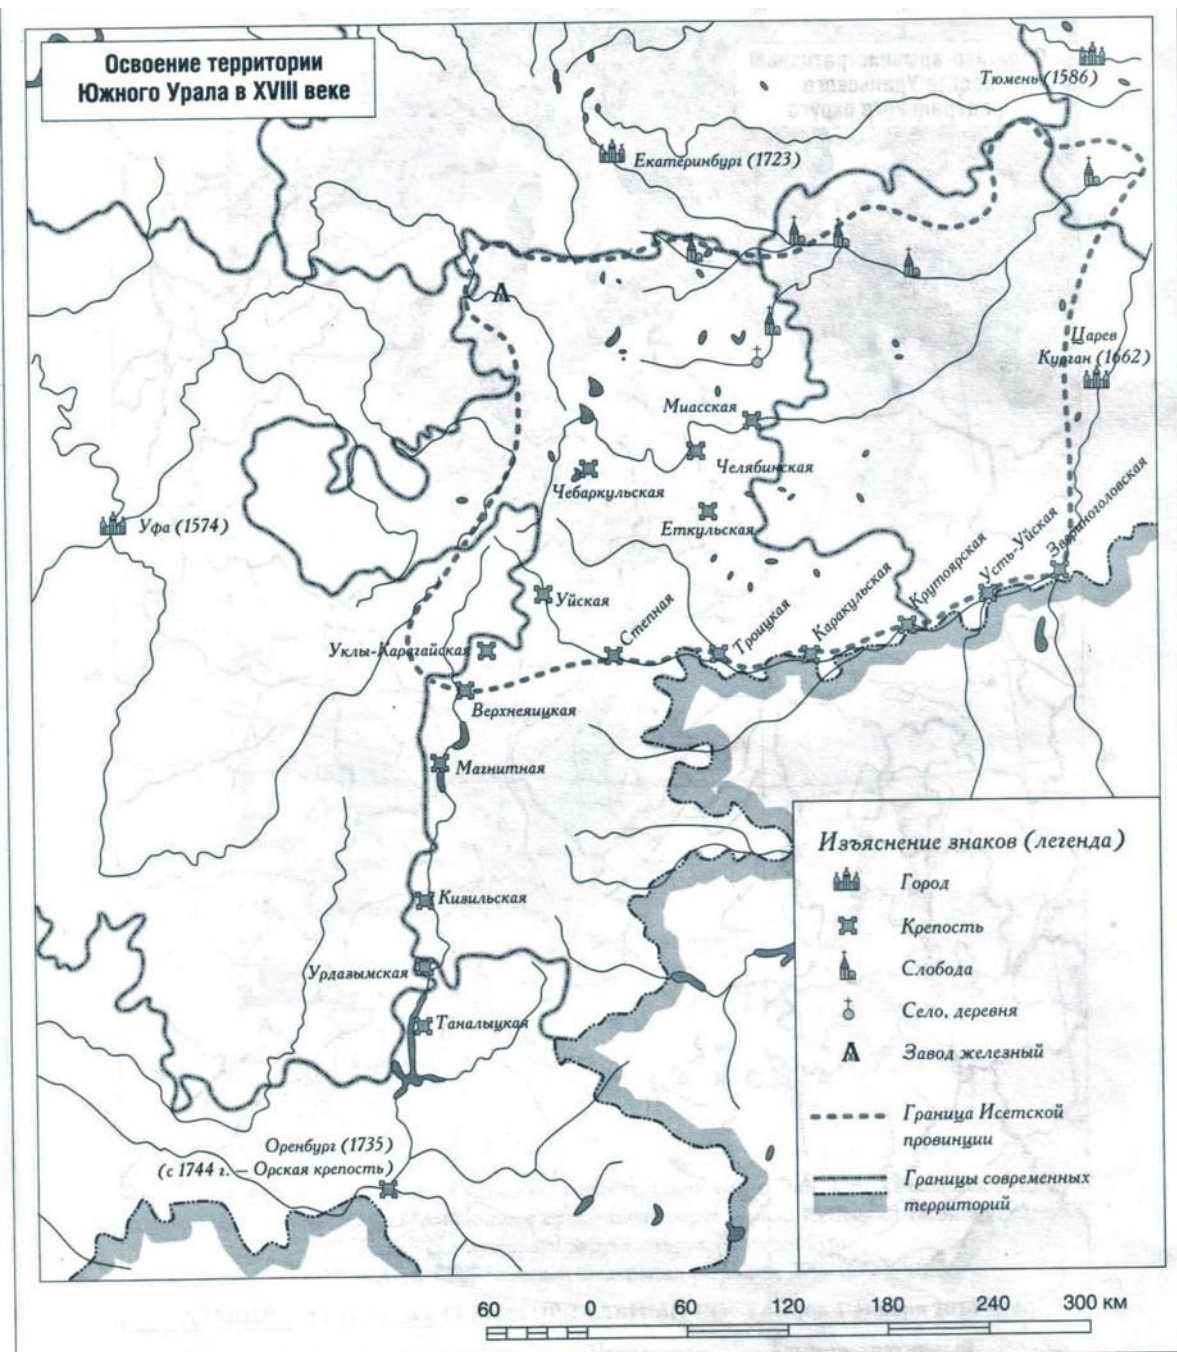 Освоение территории
Южного Урала в XVIII веке
Тюмень (1586)
Екатеринбург (1723)
Царев
Курган (1662)
Миасская
Челябинская
Чебаркульская
Еткульская
Уфа (1574)
Звериноголовская
Усть-Уйская
Крутоярская
Каракульская
Троицкая
Степная
Уйская
Уклы-Карагайская
Верхнеяицкая
Магнитная
Кизильская
Урдазымская
Таналыцкая
Оренбург (1735)
(с 1744 г. – Орская крепость)
Изъяснение знаков (легенда)
Город
Крепость
Слобода
Село, деревня
Завод железный
Граница Исетской
провинции
Границы современных
территорий
60 0 60 120 180 240 300 км